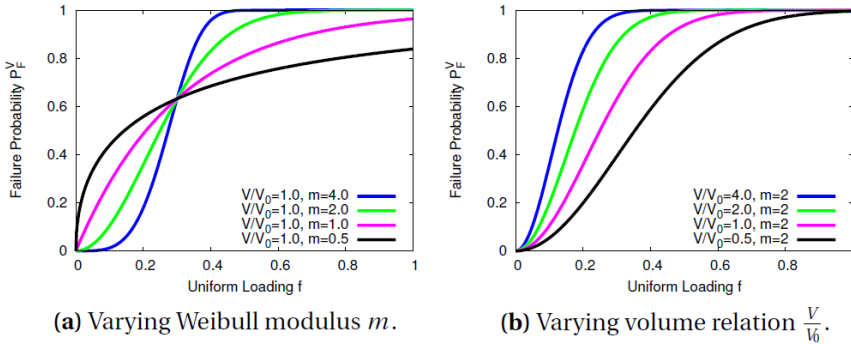 Failure Probability P_F^V
1
0.8
0.6
0.4
0.2
0
V/V₀=1.0, m=4.0
V/V₀=1.0, m=2.0
V/V₀=1.0, m=1.0
V/V₀=1.0, m=0.5
0 0.2 0.4 0.6 0.8 1
Uniform Loading f
(a) Varying Weibull modulus m.
Failure Probability P_F^V
1
0.8
0.6
0.4
0.2
0
V/V₀=4.0, m=2
V/V₀=2.0, m=2
V/V₀=1.0, m=2
V/V₀=0.5, m=2
0 0.2 0.4 0.6 0.8
Uniform Loading f
(b) Varying volume relation V/V₀.